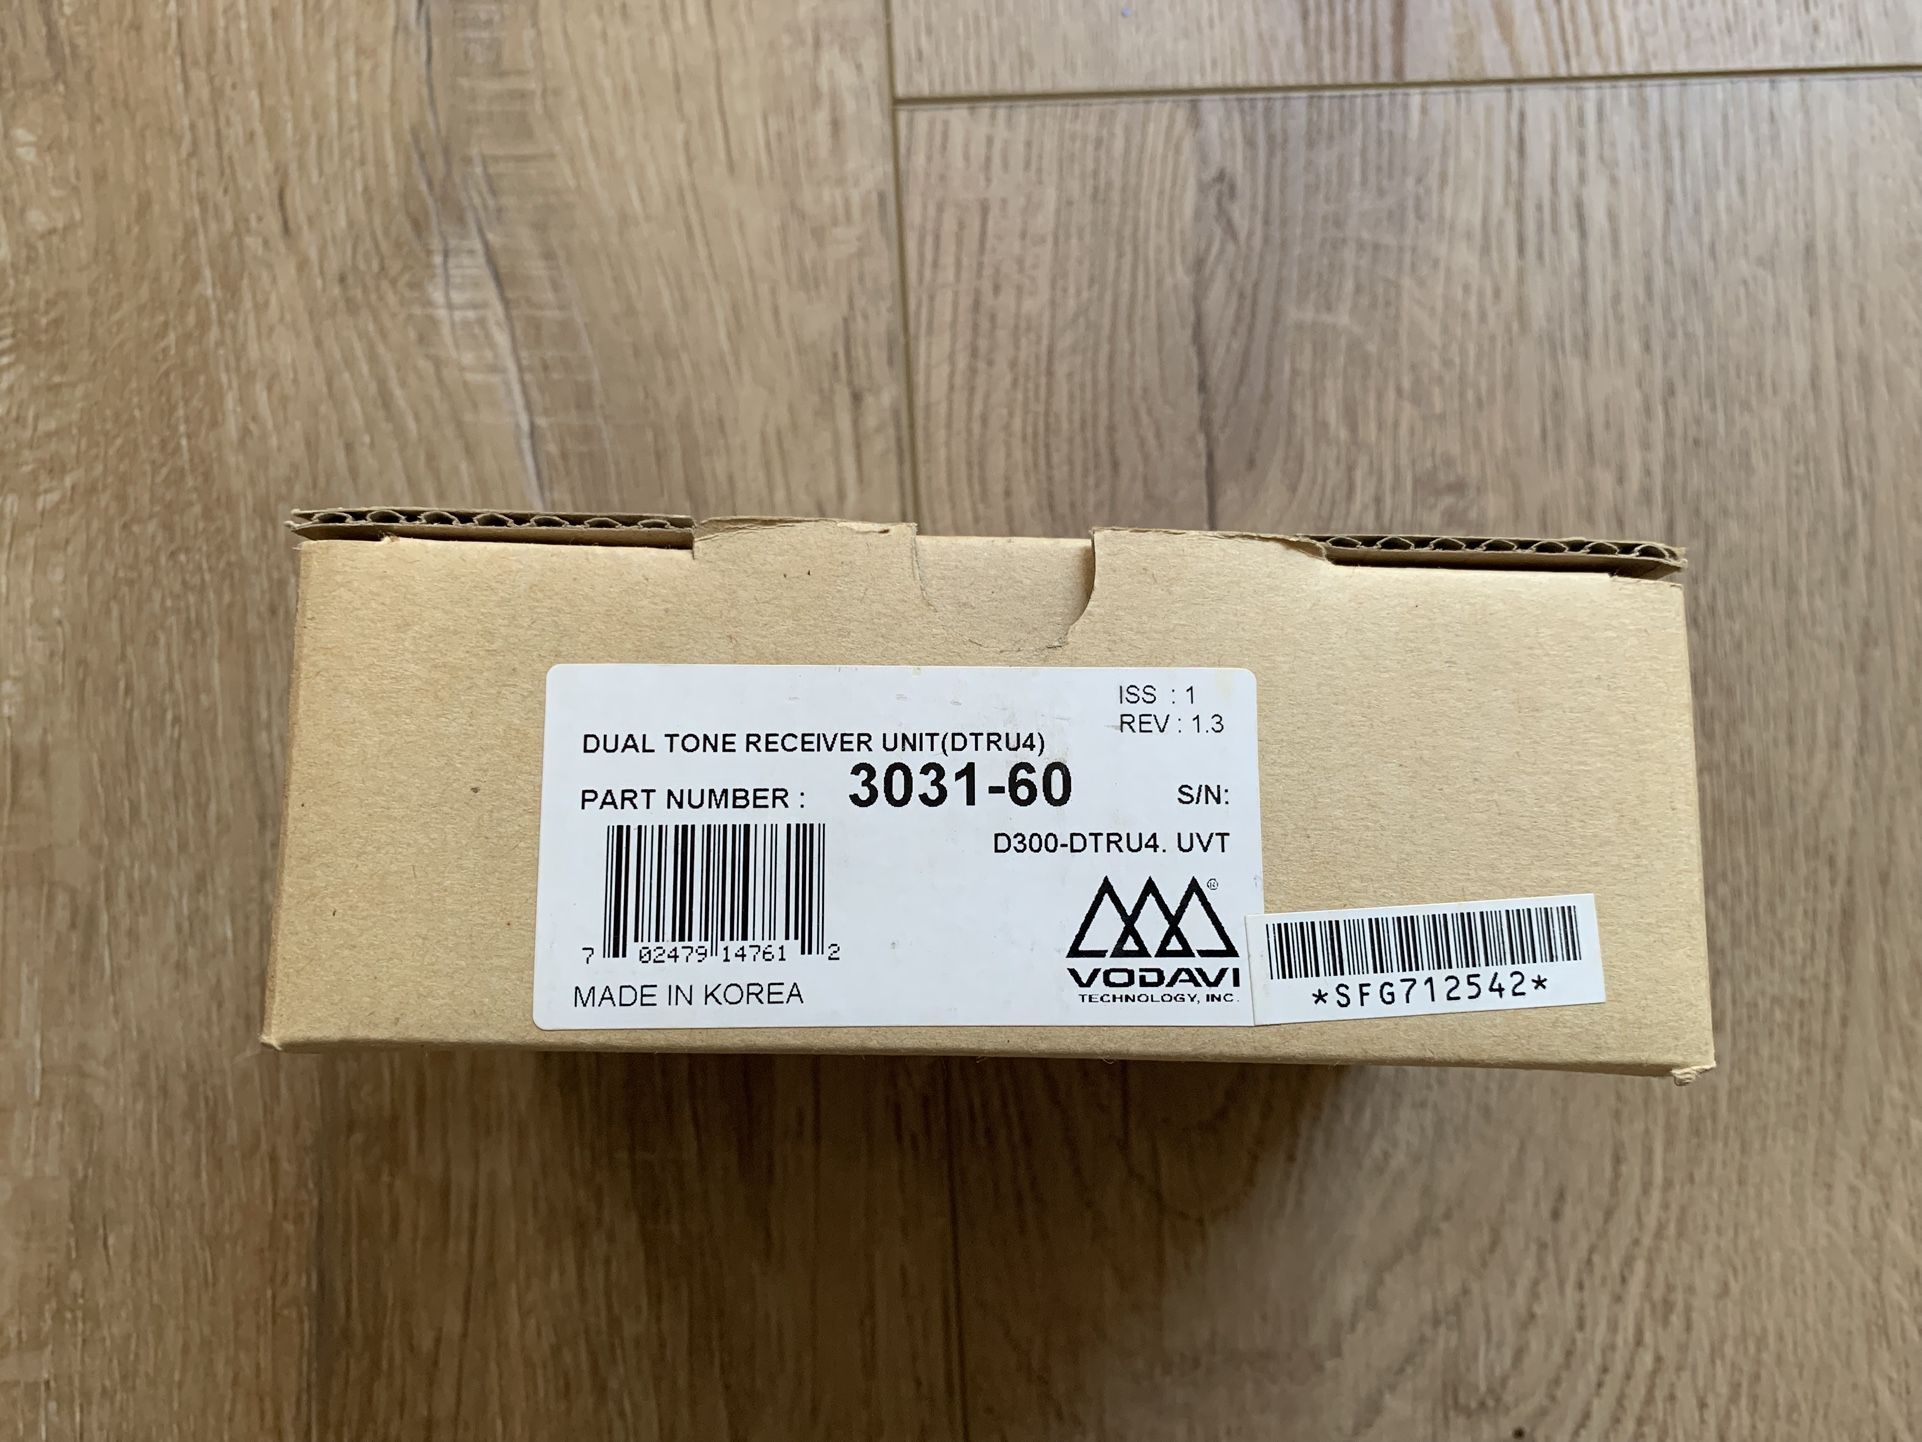 ISS : 1
REV : 1.3
DUAL TONE RECEIVER UNIT(DTRU4)
PART NUMBER : 3031-60 S/N:
D300-DTRU4. UVT
7 02479 14761 2
MADE IN KOREA
®
VODAVI
TECHNOLOGY, INC.
*SFG712542*